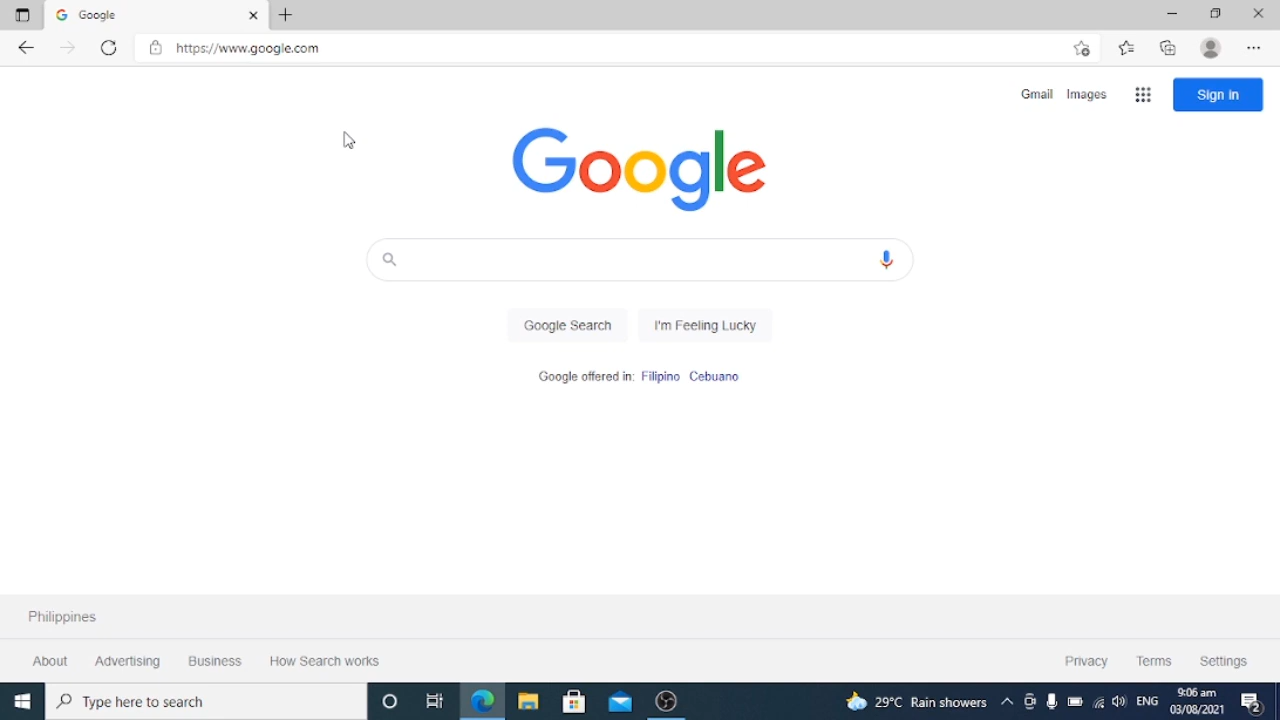 Google
https://www.google.com
Gmail Images Sign in
Google
Google Search I'm Feeling Lucky
Google offered in: Filipino Cebuano
Philippines
About Advertising Business How Search works Privacy Terms Settings
Type here to search 29°C Rain showers ENG 9:06 am
03/08/2021 2